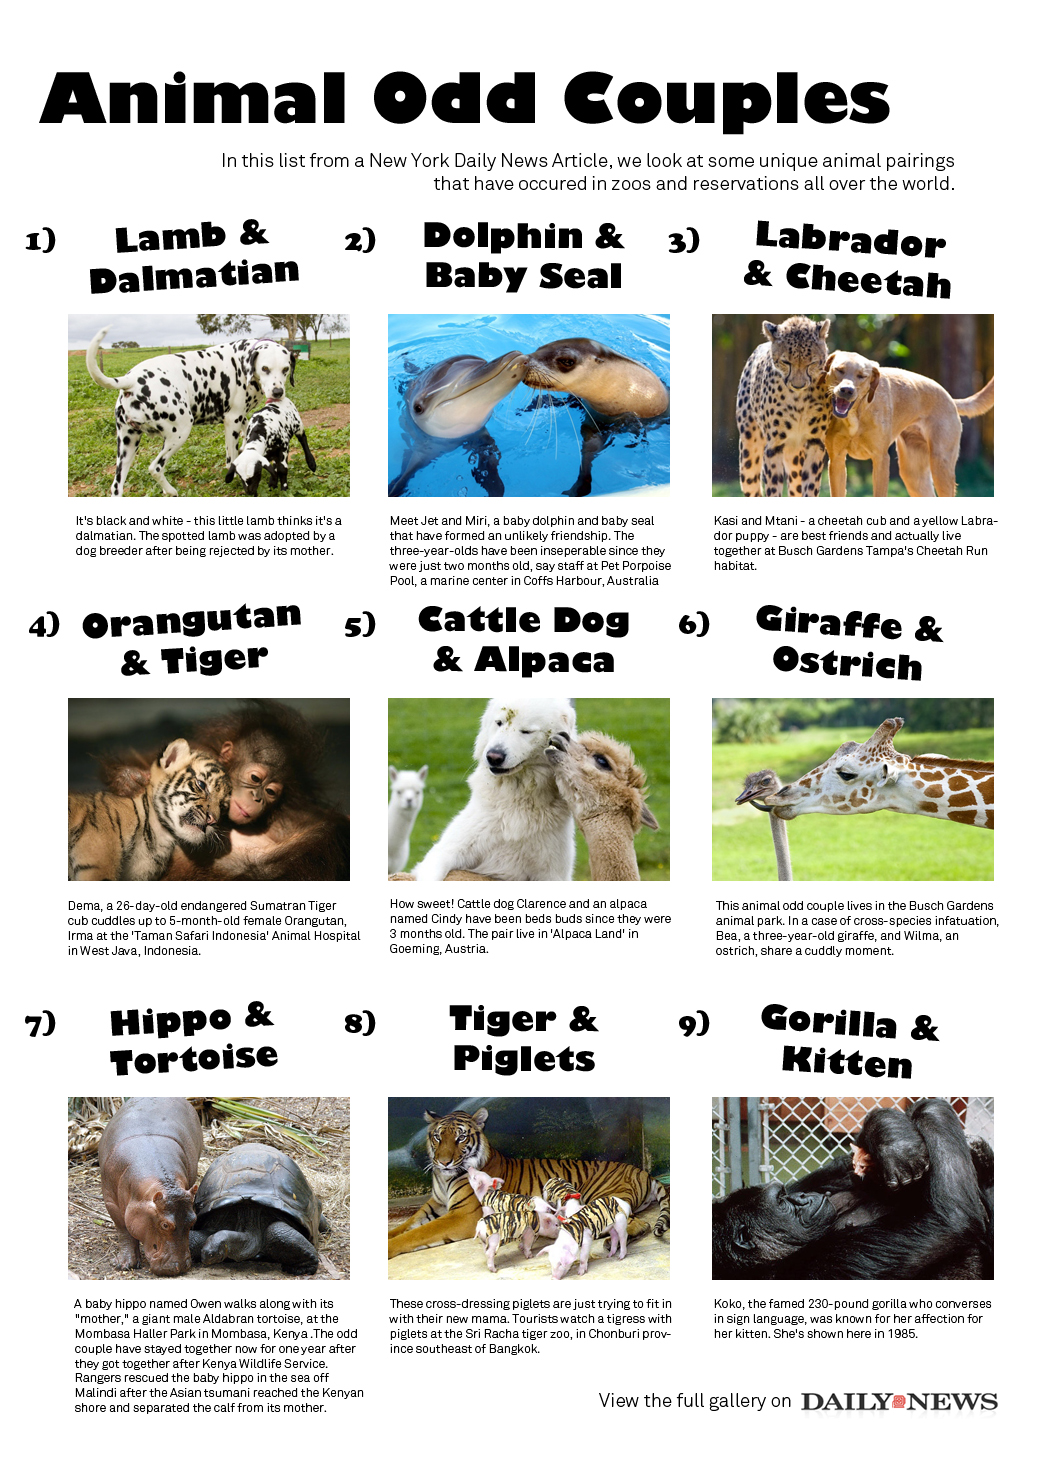 Animal Odd Couples
In this list from a New York Daily News Article, we look at some unique animal pairings
that have occured in zoos and reservations all over the world.
1)
Lamb &
Dalmatian
It's black and white - this little lamb thinks it's a
dalmatian. The spotted lamb was adopted by a
dog breeder after being rejected by its mother.
2)
Dolphin &
Baby Seal
Meet Jet and Miri, a baby dolphin and baby seal
that have formed an unlikely friendship. The
three-year-olds have been inseperable since they
were just two months old, say staff at Pet Porpoise
Pool, a marine center in Coffs Harbour, Australia
3)
Labrador
& Cheetah
Kasi and Mtani - a cheetah cub and a yellow Labra-
dor puppy - are best friends and actually live
together at Busch Gardens Tampa's Cheetah Run
habitat.
4)
Orangutan
& Tiger
Dema, a 26-day-old endangered Sumatran Tiger
cub cuddles up to 5-month-old female Orangutan,
Irma at the 'Taman Safari Indonesia' Animal Hospital
in West Java, Indonesia.
5)
Cattle Dog
& Alpaca
How sweet! Cattle dog Clarence and an alpaca
named Cindy have been beds buds since they were
3 months old. The pair live in 'Alpaca Land' in
Goeming, Austria.
6)
Giraffe &
Ostrich
This animal odd couple lives in the Busch Gardens
animal park. In a case of cross-species infatuation,
Bea, a three-year-old giraffe, and Wilma, an
ostrich, share a cuddly moment.
7)
Hippo &
Tortoise
A baby hippo named Owen walks along with its
"mother," a giant male Aldabran tortoise, at the
Mombasa Haller Park in Mombasa, Kenya .The odd
couple have stayed together now for one year after
they got together after Kenya Wildlife Service.
Rangers rescued the baby hippo in the sea off
Malindi after the Asian tsumani reached the Kenyan
shore and separated the calf from its mother.
8)
Tiger &
Piglets
These cross-dressing piglets are just trying to fit in
with their new mama. Tourists watch a tigress with
piglets at the Sri Racha tiger zoo, in Chonburi prov-
ince southeast of Bangkok.
9)
Gorilla &
Kitten
Koko, the famed 230-pound gorilla who converses
in sign language, was known for her affection for
her kitten. She's shown here in 1985.
View the full gallery on DAILY NEWS